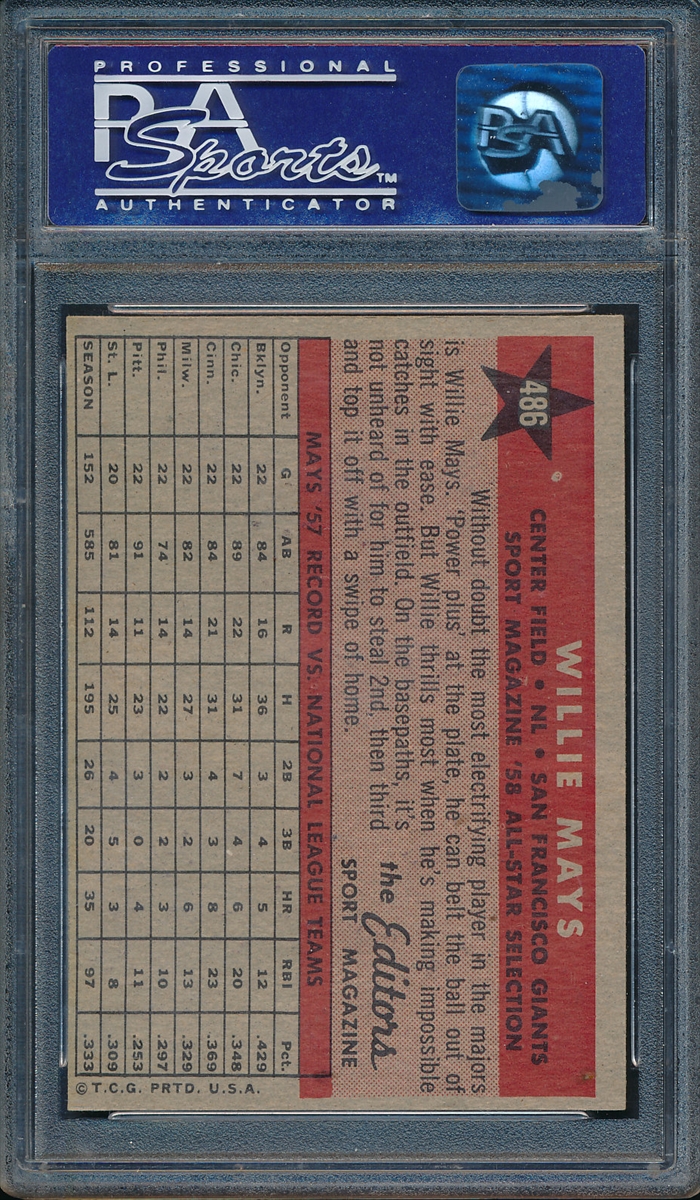 PROFESSIONAL
PSA
Sports™
AUTHENTICATOR
PSA
486
WILLIE MAYS
CENTER FIELD • NL • SAN FRANCISCO GIANTS
SPORT MAGAZINE '58 ALL-STAR SELECTION
Without doubt the most electrifying player in the majors
is Willie Mays. 'Power plus' at the plate, he can belt the ball out of
sight with ease. But Willie thrills most when he's making impossible
catches in the outfield. On the basepaths, it's
not unheard of for him to steal 2nd, then third
and top it off with a swipe of home.
the Editors
SPORT MAGAZINE
MAYS '57 RECORD VS. NATIONAL LEAGUE TEAMS
Opponent G AB R H 2B 3B HR RBI Pct.
Bklyn. 22 84 16 36 3 4 5 12 .429
Chic. 22 89 22 31 7 4 6 20 .348
Cinn. 22 84 21 31 4 3 8 23 .369
Milw. 22 82 14 27 3 2 6 13 .329
Phil. 22 74 14 22 2 2 3 10 .297
Pitt. 22 91 11 23 3 0 4 11 .253
St. L. 20 81 14 25 4 5 3 8 .309
SEASON 152 585 112 195 26 20 35 97 .333
© T.C.G. PRTD. U.S.A.